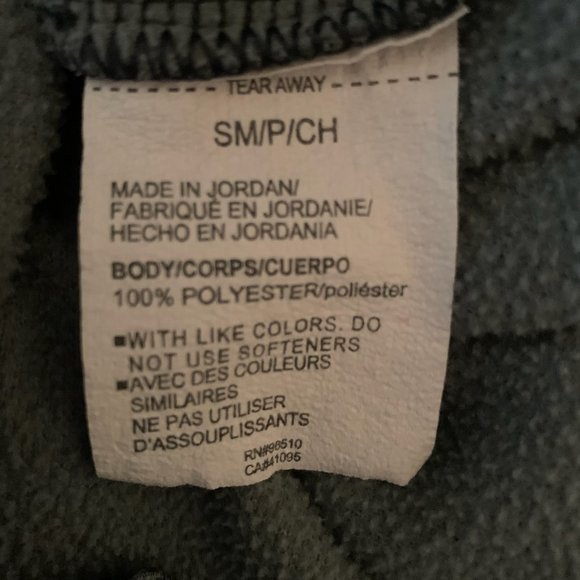 TEAR AWAY
SM/P/CH
MADE IN JORDAN/
FABRIQUÉ EN JORDANIE/
HECHO EN JORDANIA
BODY/CORPS/CUERPO
100% POLYESTER/poliéster
■WITH LIKE COLORS. DO
NOT USE SOFTENERS
■AVEC DES COULEURS
SIMILAIRES
NE PAS UTILISER
D'ASSOUPLISSANTS
RN#96510
CA#41095